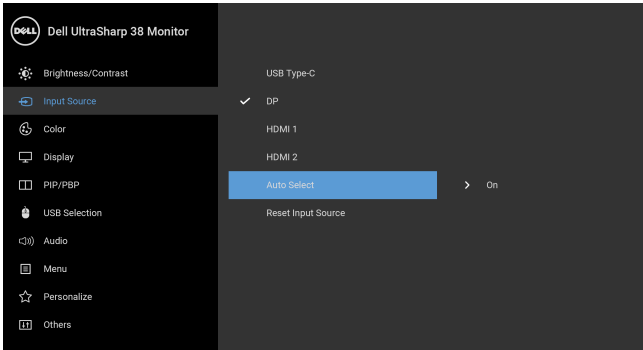 DELL
Dell UltraSharp 38 Monitor
Brightness/Contrast
Input Source
Color
Display
PIP/PBP
USB Selection
Audio
Menu
Personalize
Others
USB Type-C
DP
HDMI 1
HDMI 2
Auto Select
On
Reset Input Source